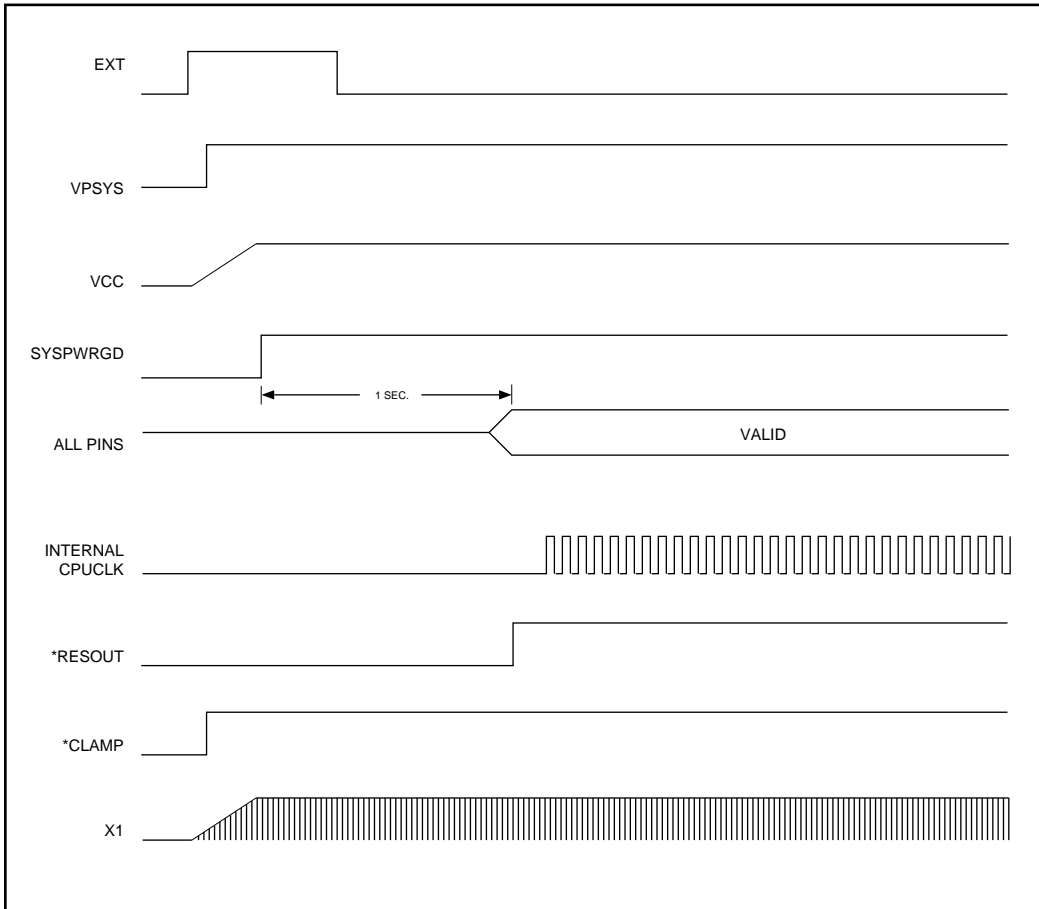 EXT
VPSYS
VCC
SYSPWRGD
1 SEC.
ALL PINS
VALID
INTERNAL
CPUCLK
*RESOUT
*CLAMP
X1